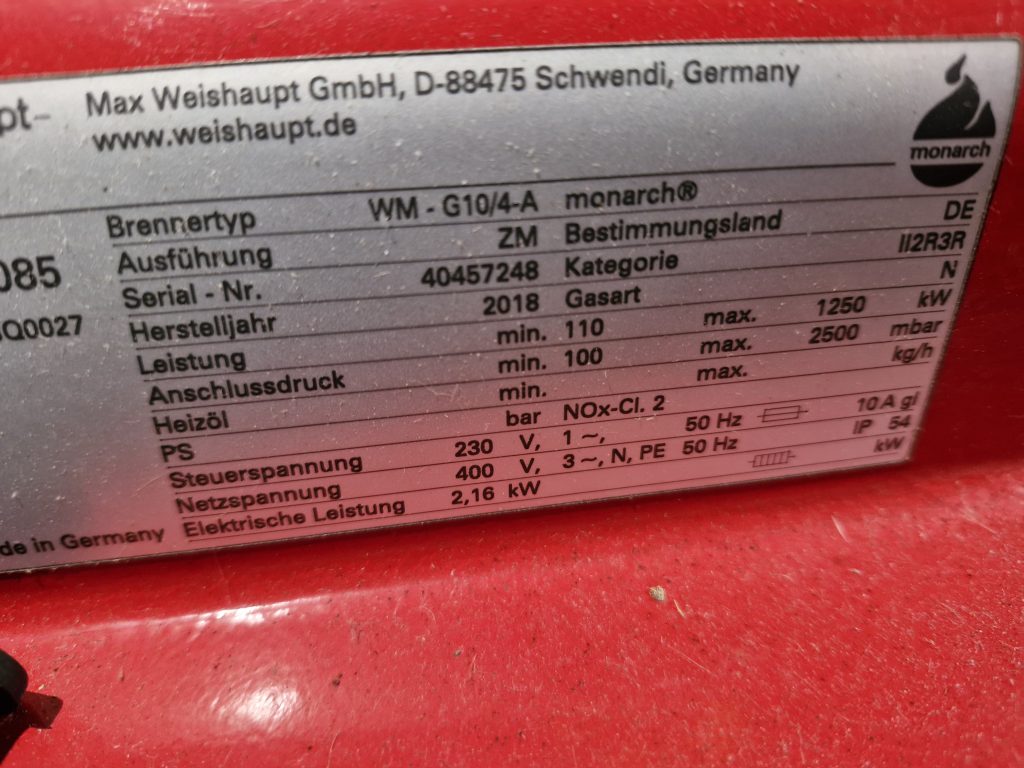 pt–
Max Weishaupt GmbH, D-88475 Schwendi, Germany
www.weishaupt.de
monarch
Brennertyp WM - G10/4-A monarch®
Ausführung ZM Bestimmungsland DE
085
Serial - Nr. 40457248 Kategorie II2R3R
Q0027
Herstelljahr 2018 Gasart N
Leistung min. 110 max. 1250 kW
Anschlussdruck min. 100 max. 2500 mbar
Heizöl min. max. kg/h
PS bar NOx-Cl. 2
Steuerspannung 230 V, 1 ~, 50 Hz 10 A gl
Netzspannung 400 V, 3 ~, N, PE 50 Hz IP 54
Elektrische Leistung 2,16 kW kW
de in Germany